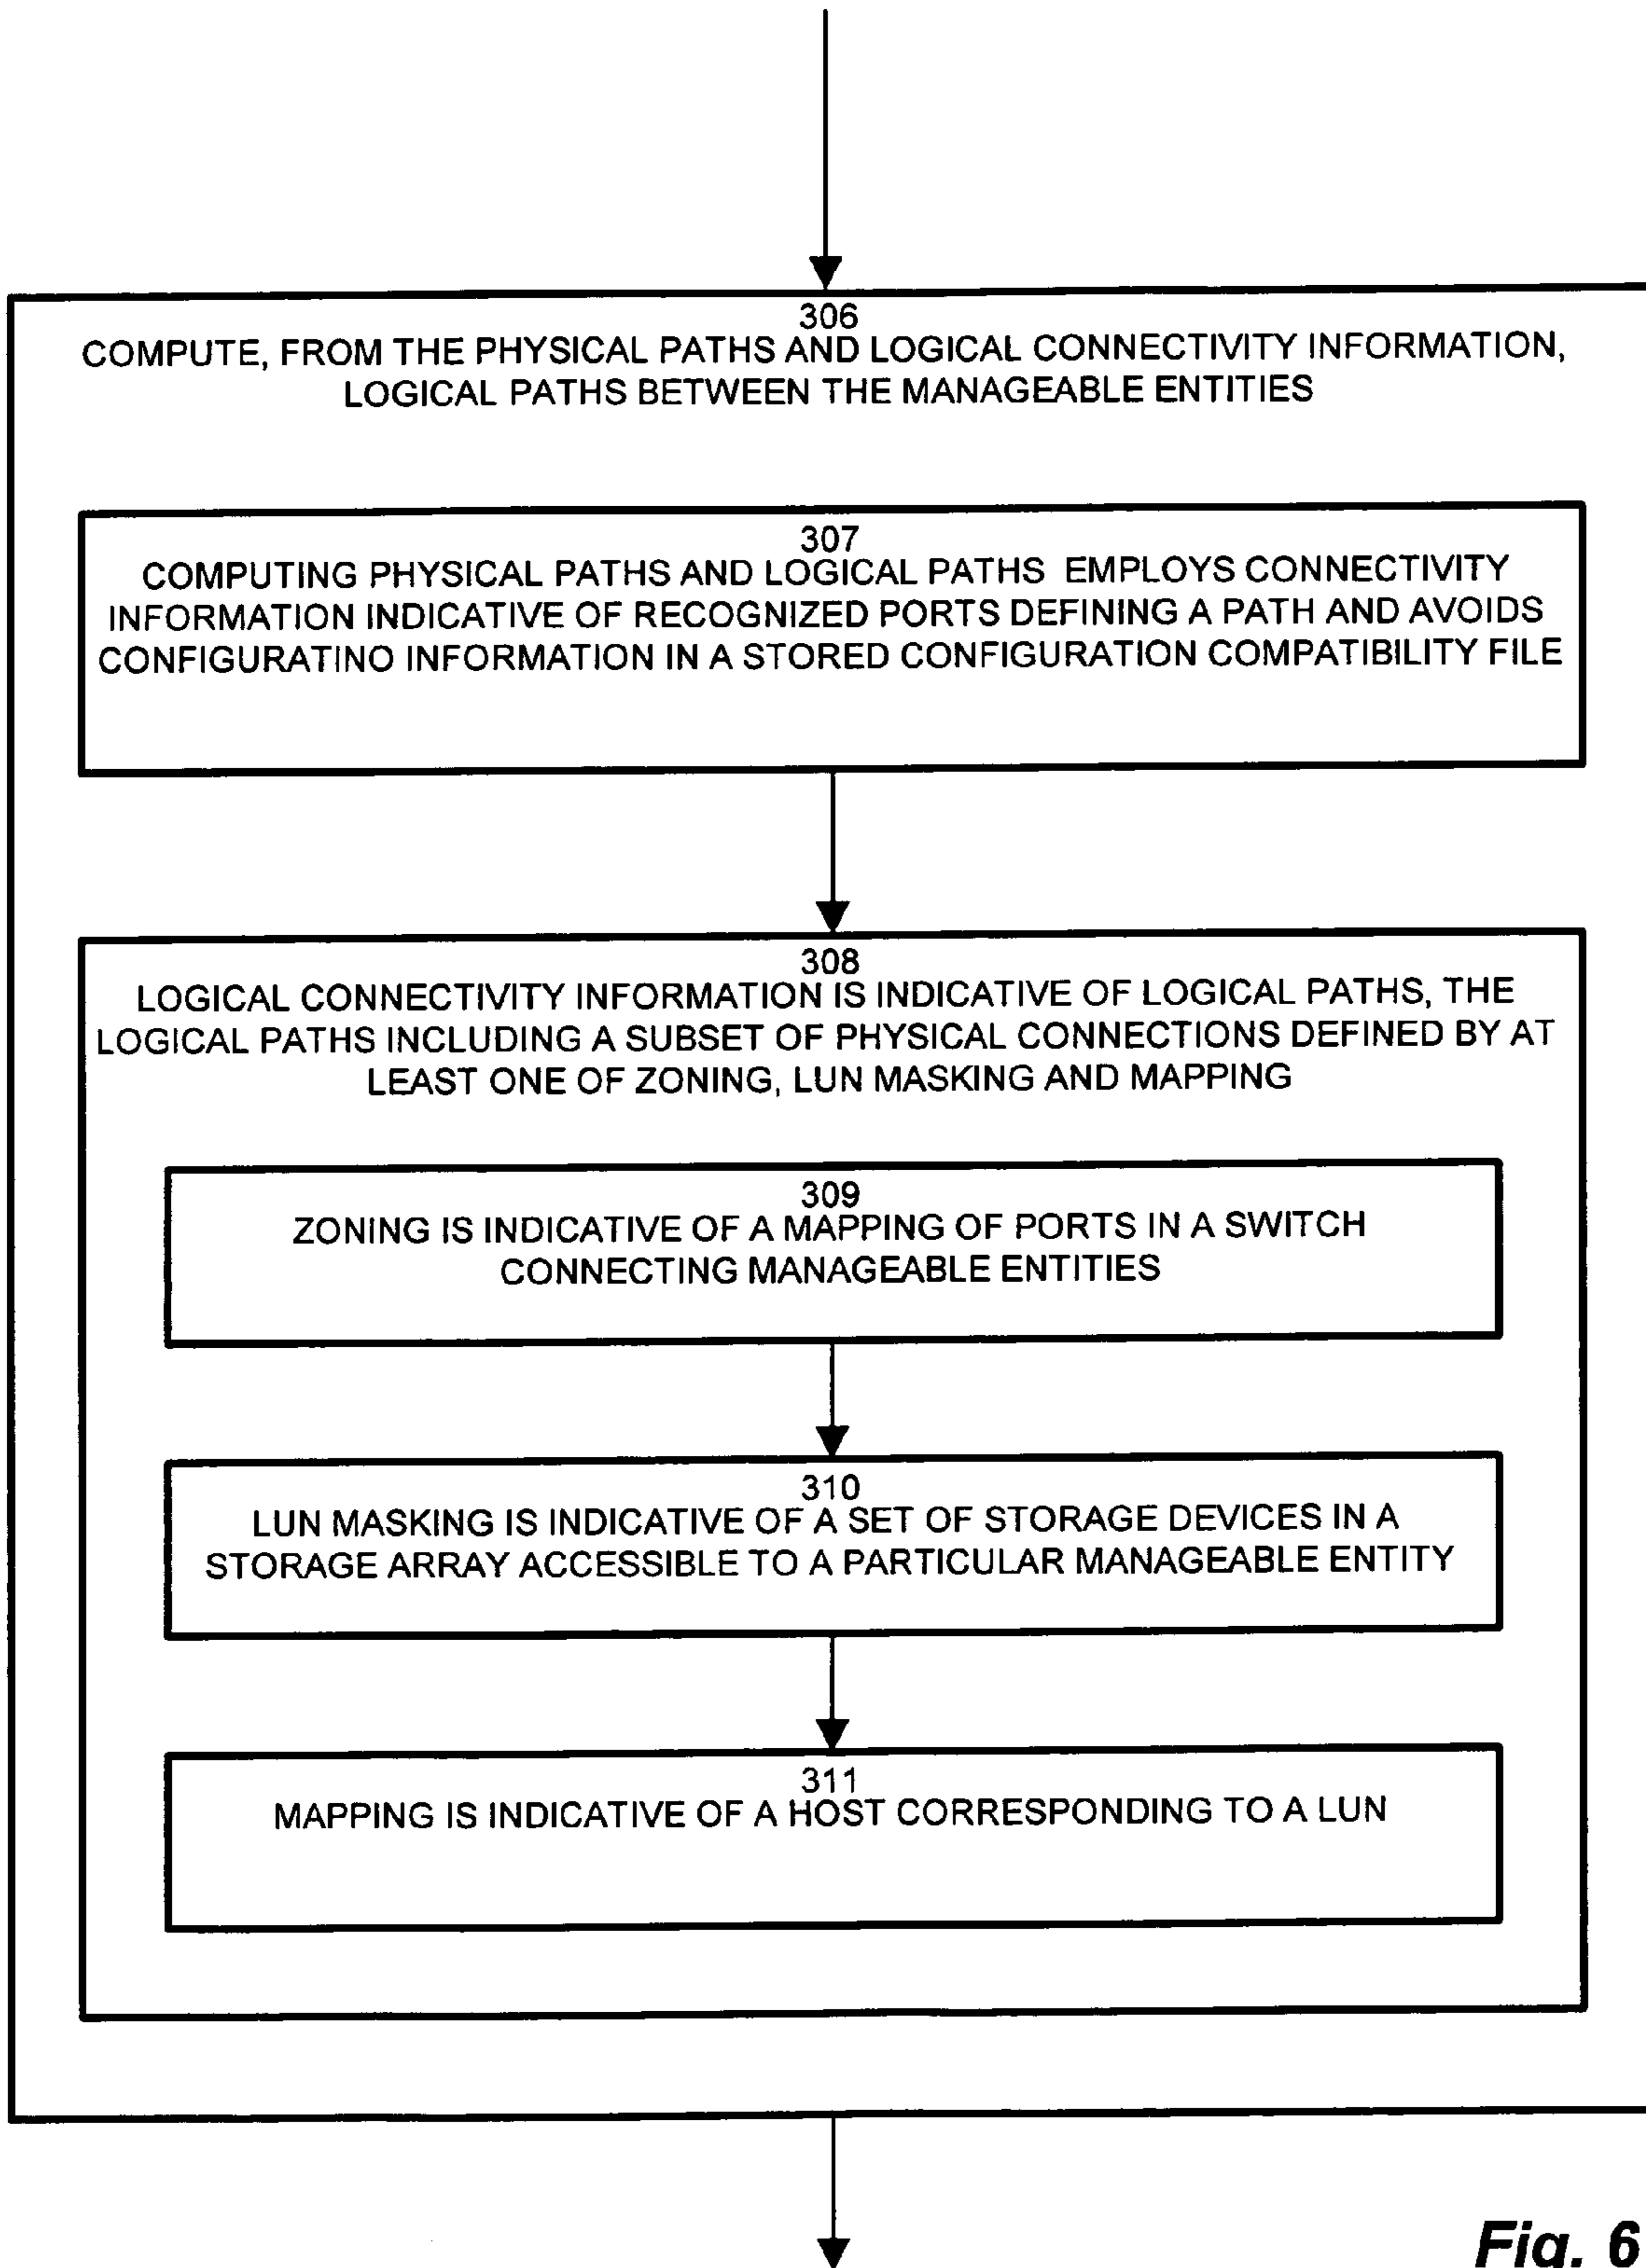 306
COMPUTE, FROM THE PHYSICAL PATHS AND LOGICAL CONNECTIVITY INFORMATION,
LOGICAL PATHS BETWEEN THE MANAGEABLE ENTITIES
307
COMPUTING PHYSICAL PATHS AND LOGICAL PATHS EMPLOYS CONNECTIVITY
INFORMATION INDICATIVE OF RECOGNIZED PORTS DEFINING A PATH AND AVOIDS
CONFIGURATINO INFORMATION IN A STORED CONFIGURATION COMPATIBILITY FILE
308
LOGICAL CONNECTIVITY INFORMATION IS INDICATIVE OF LOGICAL PATHS, THE
LOGICAL PATHS INCLUDING A SUBSET OF PHYSICAL CONNECTIONS DEFINED BY AT
LEAST ONE OF ZONING, LUN MASKING AND MAPPING
309
ZONING IS INDICATIVE OF A MAPPING OF PORTS IN A SWITCH
CONNECTING MANAGEABLE ENTITIES
310
LUN MASKING IS INDICATIVE OF A SET OF STORAGE DEVICES IN A
STORAGE ARRAY ACCESSIBLE TO A PARTICULAR MANAGEABLE ENTITY
311
MAPPING IS INDICATIVE OF A HOST CORRESPONDING TO A LUN
Fig. 6